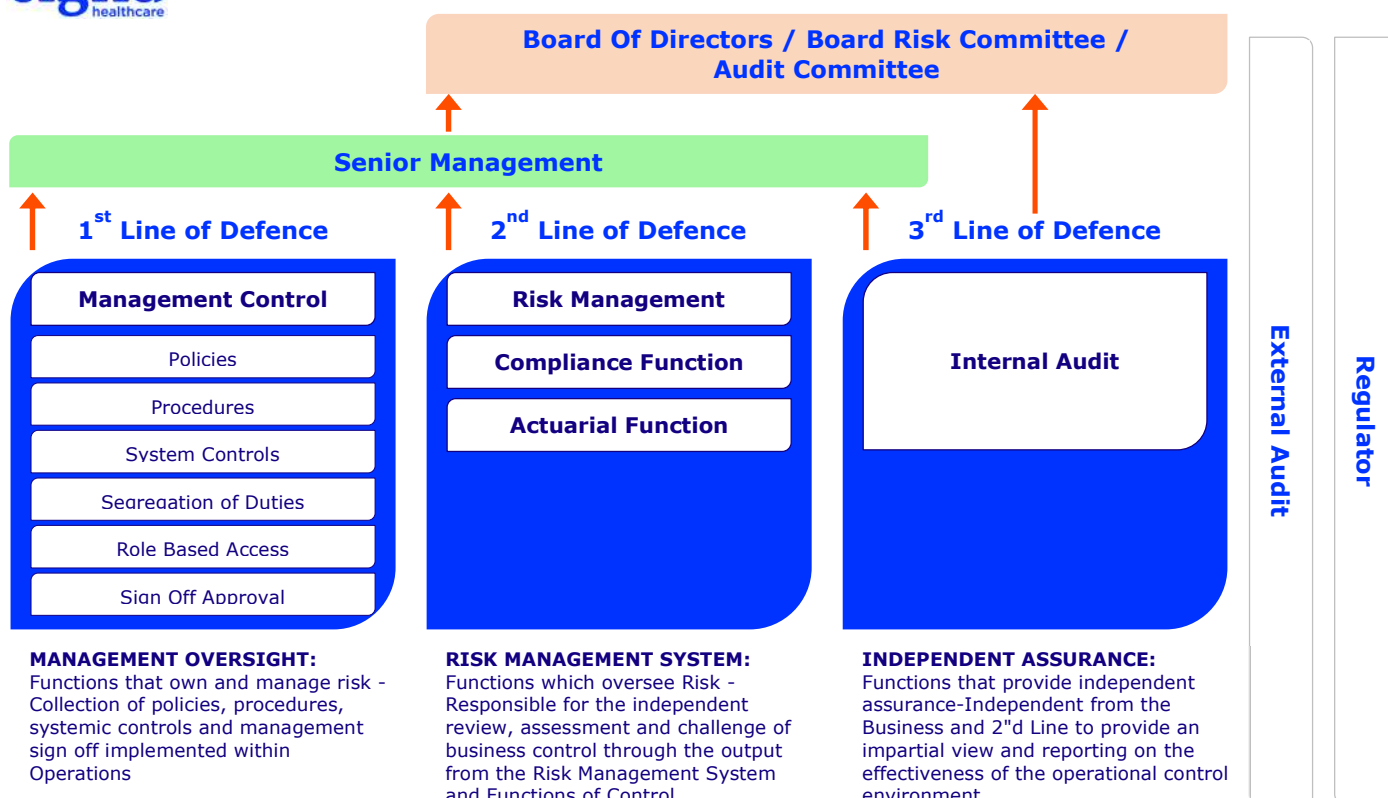 healthcare
Board Of Directors / Board Risk Committee /
Audit Committee
Senior Management
1st Line of Defence
2nd Line of Defence
3rd Line of Defence
Management Control
Policies
Procedures
System Controls
Segregation of Duties
Role Based Access
Sign Off Approval
Risk Management
Compliance Function
Actuarial Function
Internal Audit
External Audit
Regulator
MANAGEMENT OVERSIGHT:
Functions that own and manage risk -
Collection of policies, procedures,
systemic controls and management
sign off implemented within
Operations
RISK MANAGEMENT SYSTEM:
Functions which oversee Risk -
Responsible for the independent
review, assessment and challenge of
business control through the output
from the Risk Management System
and Functions of Control
INDEPENDENT ASSURANCE:
Functions that provide independent
assurance-Independent from the
Business and 2"d Line to provide an
impartial view and reporting on the
effectiveness of the operational control
environment